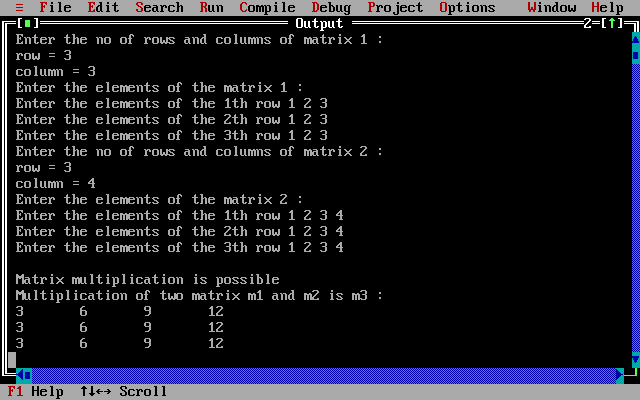 ≡ File Edit Search Run Compile Debug Project Options Window Help
[■] Output 2=[↑]
Enter the no of rows and columns of matrix 1 :
row = 3
column = 3
Enter the elements of the matrix 1 :
Enter the elements of the 1th row 1 2 3
Enter the elements of the 2th row 1 2 3
Enter the elements of the 3th row 1 2 3
Enter the no of rows and columns of matrix 2 :
row = 3
column = 4
Enter the elements of the matrix 2 :
Enter the elements of the 1th row 1 2 3 4
Enter the elements of the 2th row 1 2 3 4
Enter the elements of the 3th row 1 2 3 4
Matrix multiplication is possible
Multiplication of two matrix m1 and m2 is m3 :
3 6 9 12
3 6 9 12
3 6 9 12
F1 Help ↑↓←→ Scroll